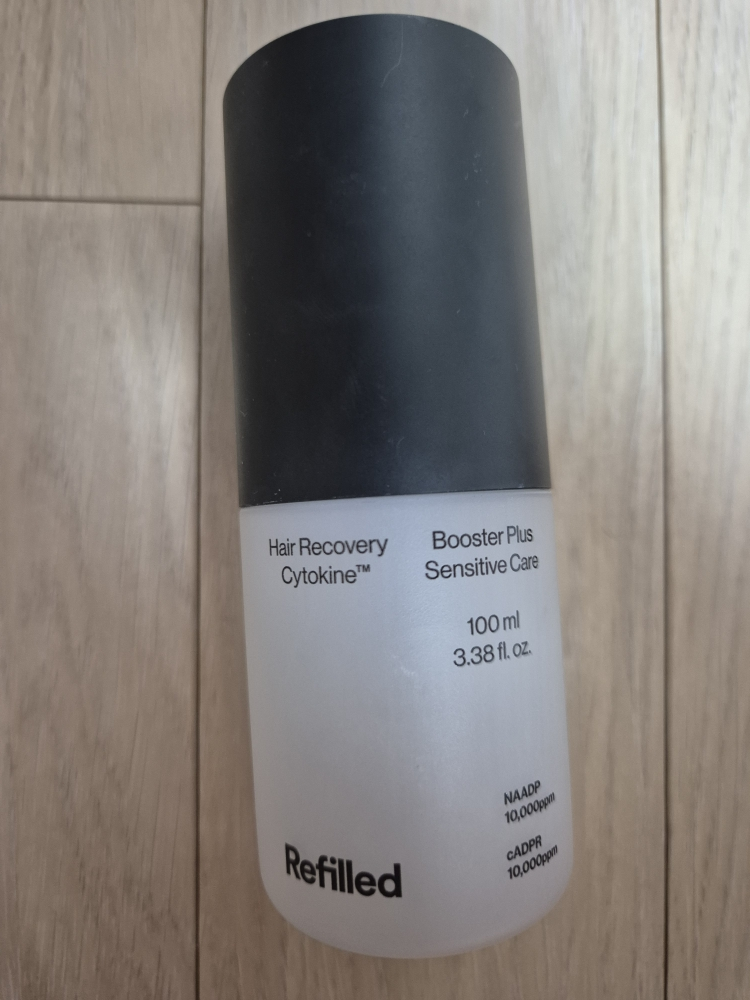 Hair Recovery
Cytokine™
Booster Plus
Sensitive Care
100 ml
3.38 fl. oz.
NAADP
10,000ppm
cADPR
10,000ppm
Refilled